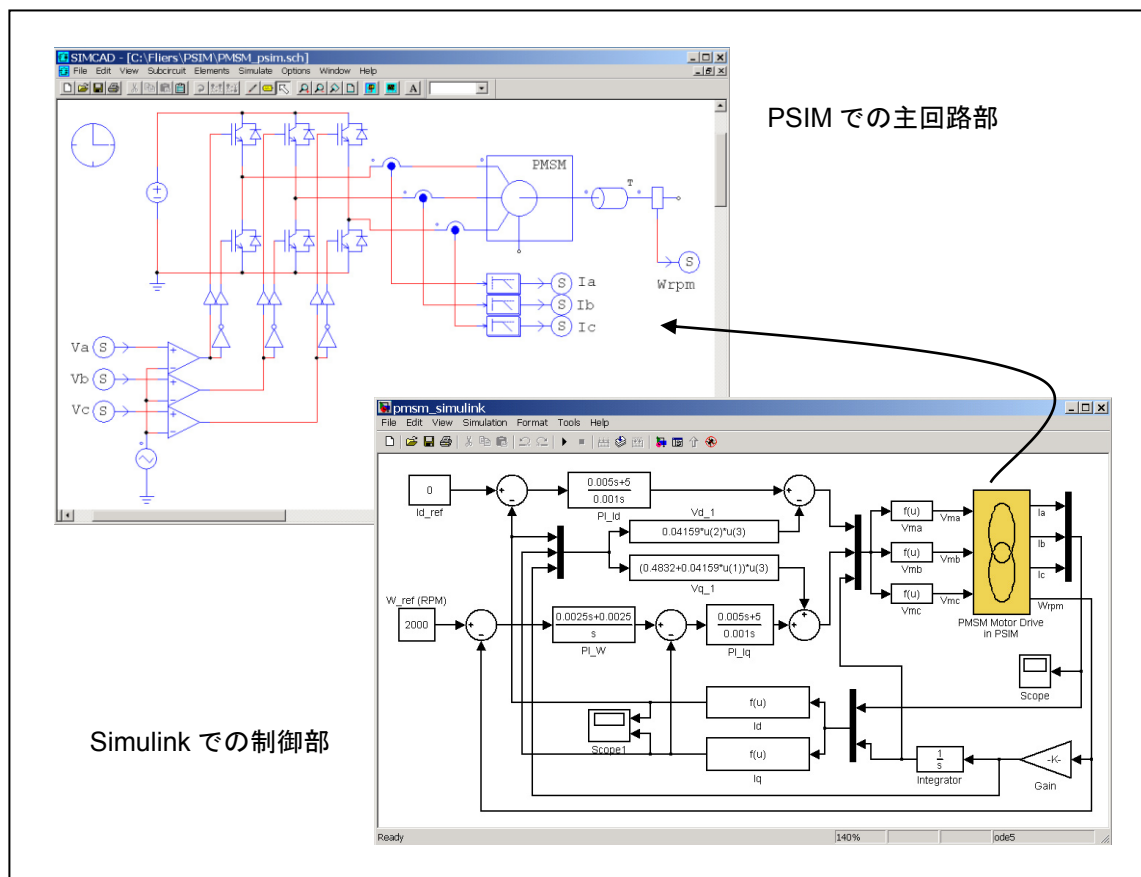 SIMCAD - [C:\Fliers\PSIM\PMSM_psim.sch]
File Edit View Subcircuit Elements Simulate Options Window Help
A
PSIM での主回路部
PMSM
T
S
Wrpm
S Ia
S Ib
S Ic
Va S
Vb S
Vc S
pmsm_simulink
File Edit View Simulation Format Tools Help
0
Id_ref
0.005s+5
0.001s
PI_Id
Vd_1
0.04159*u(2)*u(3)
(0.4832+0.04159*u(1))*u(3)
Vq_1
f(u)
Vma
Vma
f(u)
Vmb
Vmb
f(u)
Vmc
Vmc
Ia
Ib
Ic
Wrpm
PMSM Motor Drive
in PSIM
W_ref (RPM)
2000
0.0025s+0.0025
s
PI_W
0.005s+5
0.001s
PI_Iq
Scope
f(u)
Id
Scope1
f(u)
Iq
1
s
Integrator
-K-
Gain
Simulink での制御部
Ready
140%
ode5